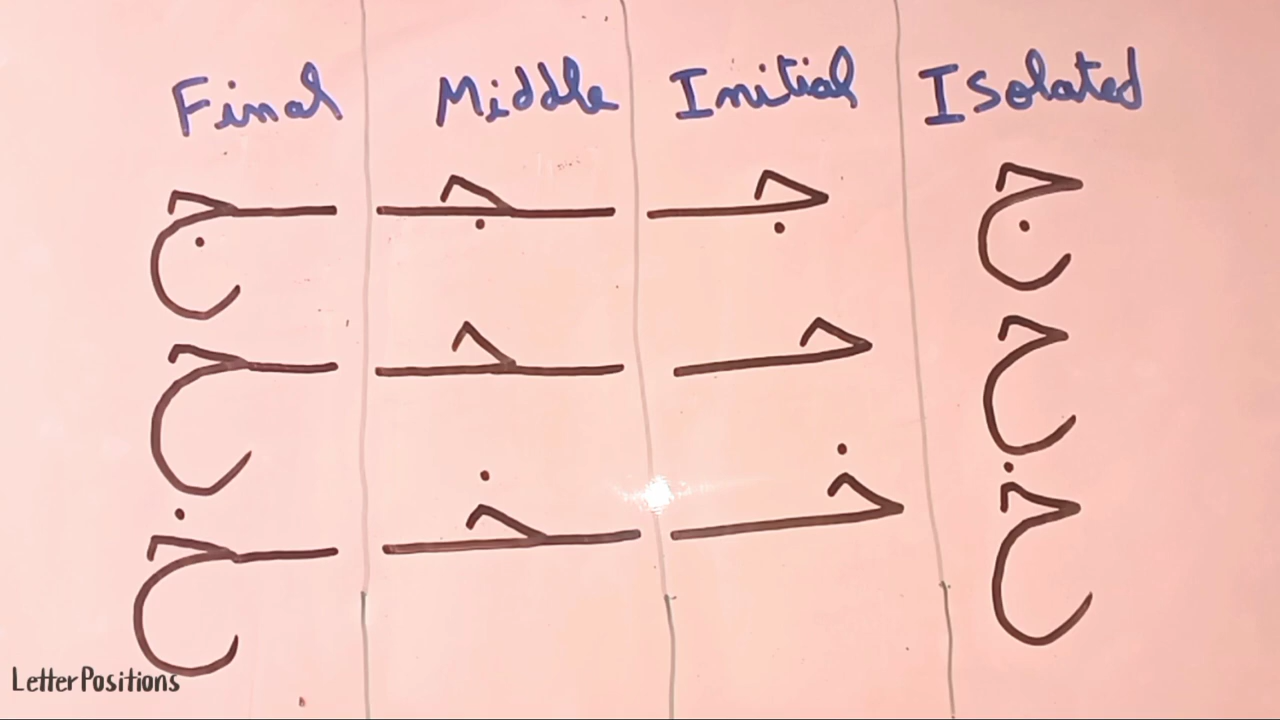 Final Middle Initial Isolated
ج جـ ـجـ ـج
ح حـ ـحـ ـح
خ خـ ـخـ ـخ
Letter Positions